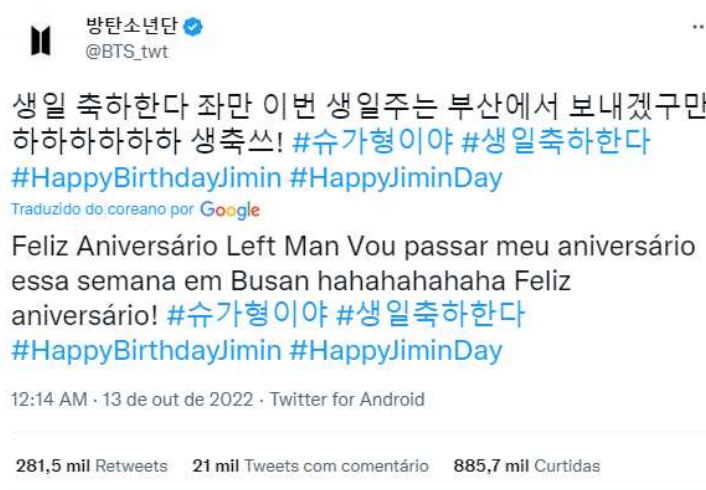 방탄소년단
@BTS_twt
생일 축하한다 좌만 이번 생일주는 부산에서 보내겠구만
하하하하하하 생축쓰! #슈가형이야 #생일축하한다
#HappyBirthdayJimin #HappyJiminDay
Traduzido do coreano por Google
Feliz Aniversário Left Man Vou passar meu aniversário
essa semana em Busan hahahahahaha Feliz
aniversário! #슈가형이야 #생일축하한다
#HappyBirthdayJimin #HappyJiminDay
12:14 AM · 13 de out de 2022 · Twitter for Android
281,5 mil Retweets 21 mil Tweets com comentário 885,7 mil Curtidas